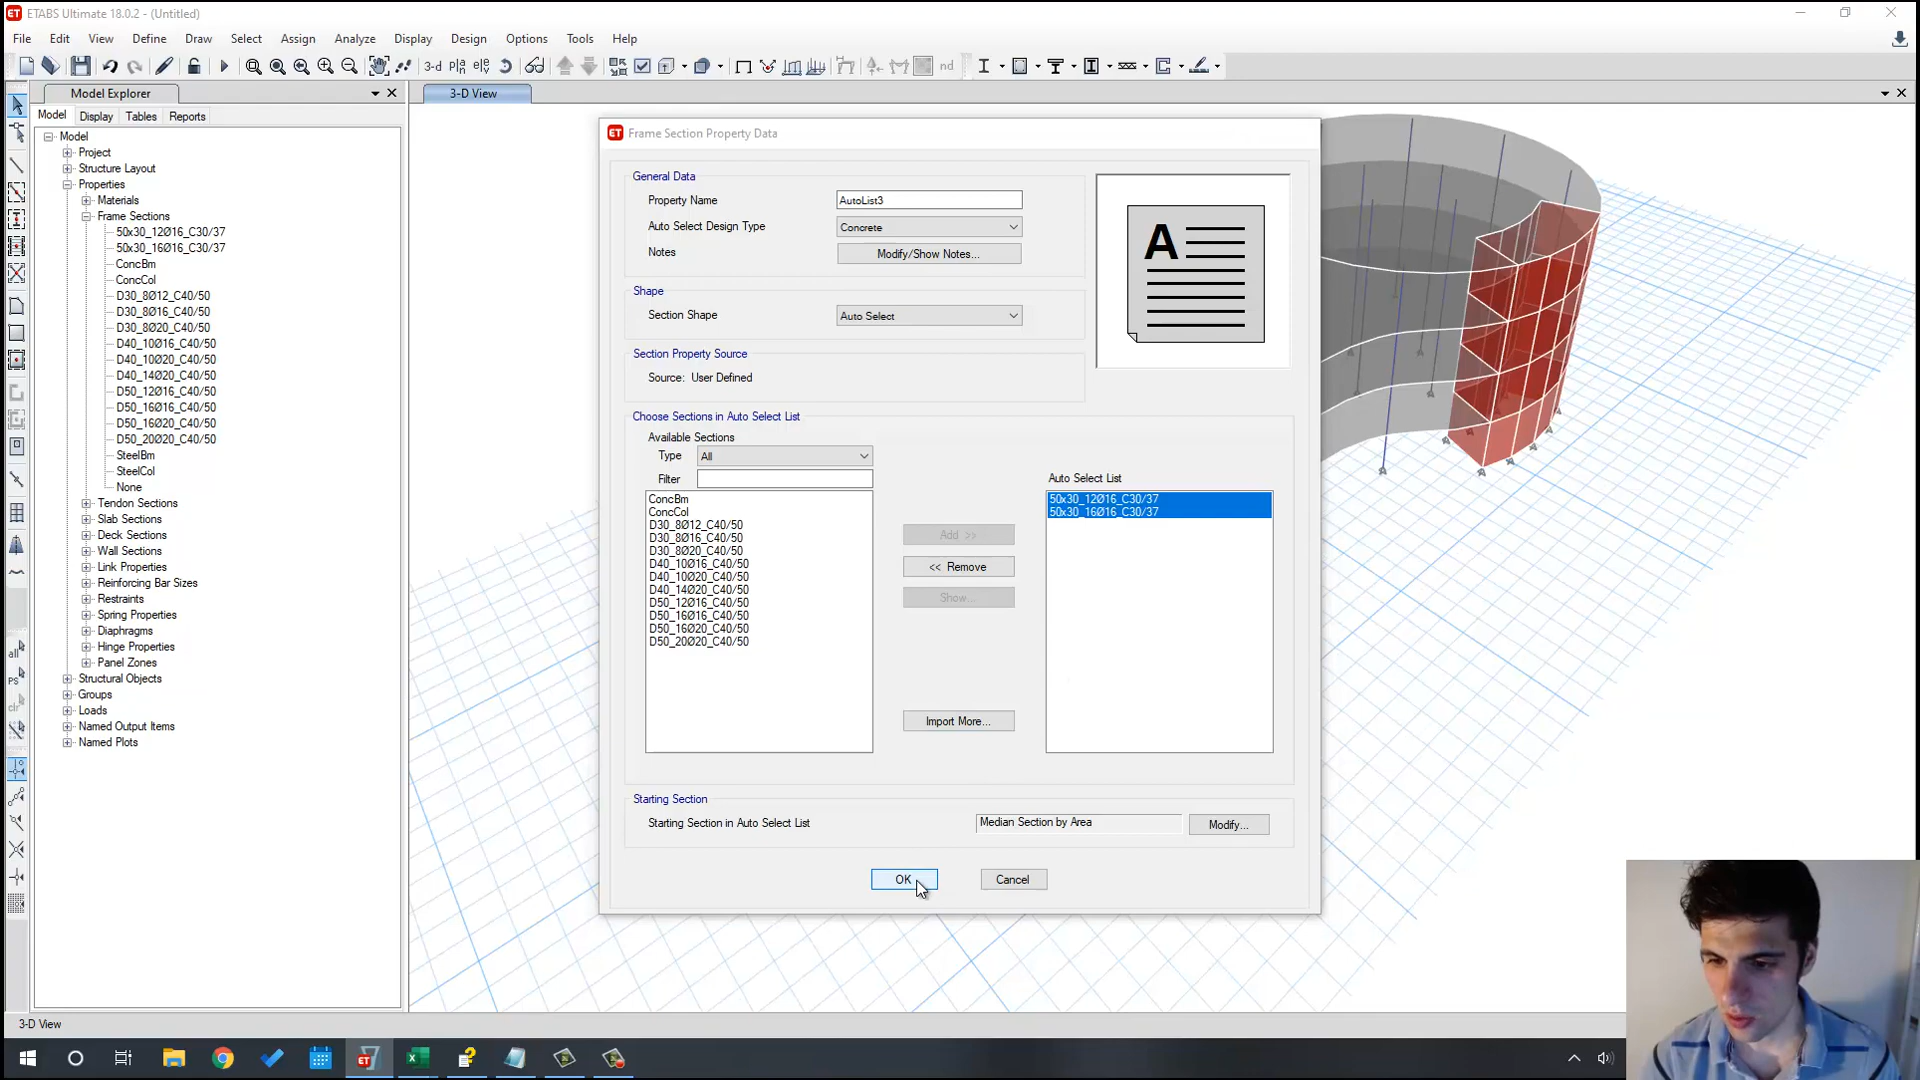 ETABS Ultimate 18.0.2 - (Untitled)
File Edit View Define Draw Select Assign Analyze Display Design Options Tools Help
3-d Pla ele nd
Model Explorer
3-D View
Model Display Tables Reports
Model
Project
Structure Layout
Properties
Materials
Frame Sections
50x30_12Ø16_C30/37
50x30_16Ø16_C30/37
ConcBm
ConcCol
D30_8Ø12_C40/50
D30_8Ø16_C40/50
D30_8Ø20_C40/50
D40_10Ø16_C40/50
D40_10Ø20_C40/50
D40_14Ø20_C40/50
D50_12Ø16_C40/50
D50_16Ø16_C40/50
D50_16Ø20_C40/50
D50_20Ø20_C40/50
SteelBm
SteelCol
None
Tendon Sections
Slab Sections
Deck Sections
Wall Sections
Link Properties
Reinforcing Bar Sizes
Restraints
Spring Properties
Diaphragms
Hinge Properties
Panel Zones
Structural Objects
Groups
Loads
Named Output Items
Named Plots
all
PS
clr
Frame Section Property Data
General Data
Property Name AutoList3
Auto Select Design Type Concrete
Notes Modify/Show Notes...
Shape
Section Shape Auto Select
Section Property Source
Source: User Defined
A
Choose Sections in Auto Select List
Available Sections
Type All
Filter
ConcBm
ConcCol
D30_8Ø12_C40/50
D30_8Ø16_C40/50
D30_8Ø20_C40/50
D40_10Ø16_C40/50
D40_10Ø20_C40/50
D40_14Ø20_C40/50
D50_12Ø16_C40/50
D50_16Ø16_C40/50
D50_16Ø20_C40/50
D50_20Ø20_C40/50
Add >>
<< Remove
Show...
Import More...
Auto Select List
50x30_12Ø16_C30/37
50x30_16Ø16_C30/37
Starting Section
Starting Section in Auto Select List Median Section by Area Modify...
OK Cancel
3-D View